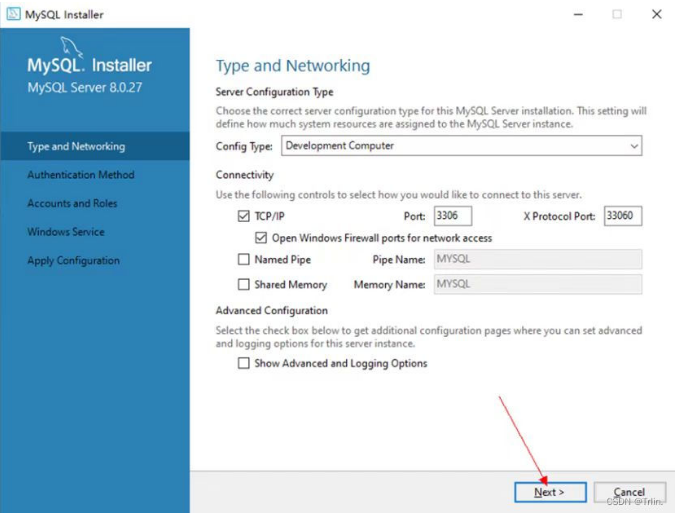 MySQL Installer
MySQL. Installer
MySQL Server 8.0.27
Type and Networking
Authentication Method
Accounts and Roles
Windows Service
Apply Configuration
Type and Networking
Server Configuration Type
Choose the correct server configuration type for this MySQL Server installation. This setting will
define how much system resources are assigned to the MySQL Server instance.
Config Type: Development Computer
Connectivity
Use the following controls to select how you would like to connect to this server.
TCP/IP Port: 3306 X Protocol Port: 33060
Open Windows Firewall ports for network access
Named Pipe Pipe Name: MYSQL
Shared Memory Memory Name: MYSQL
Advanced Configuration
Select the check box below to get additional configuration pages where you can set advanced
and logging options for this server instance.
Show Advanced and Logging Options
Next >
Cancel